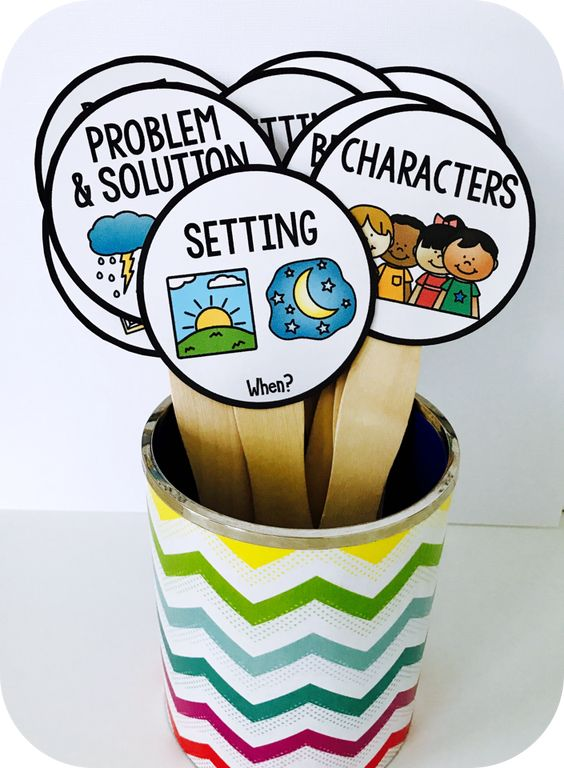 PROBLEM
& SOLUTION
SETTING
When?
CHARACTERS